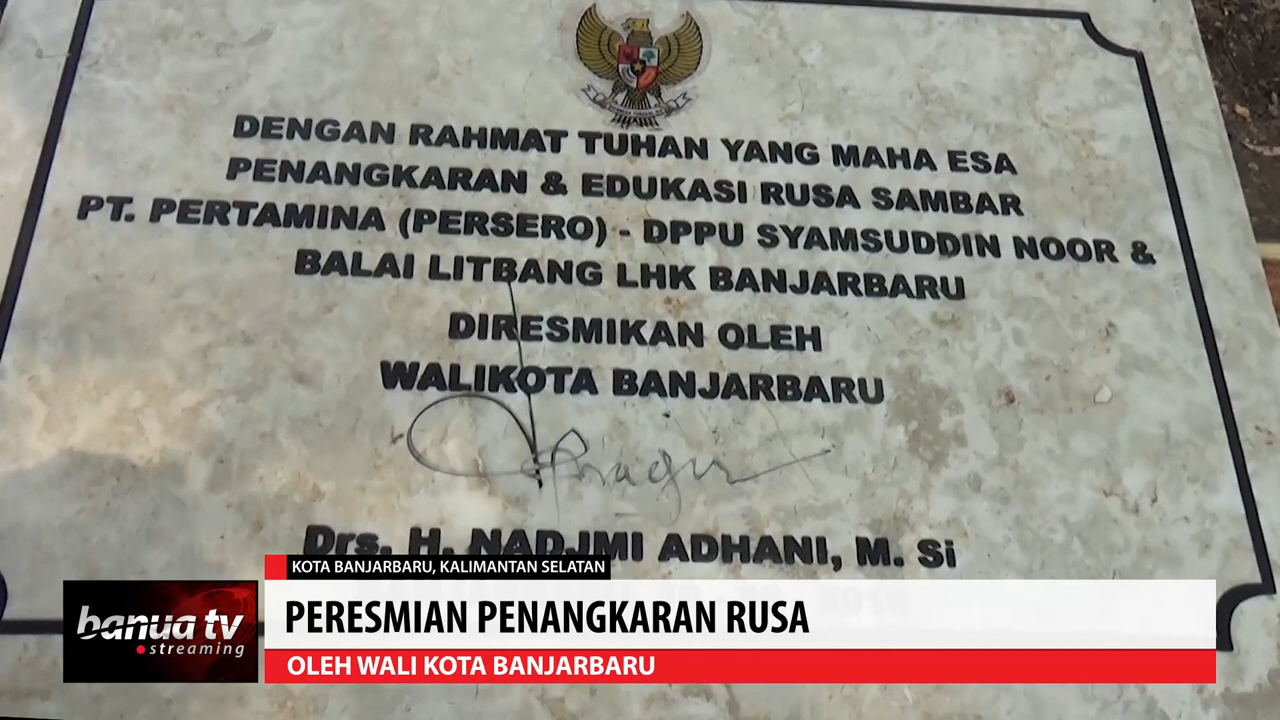 DENGAN RAHMAT TUHAN YANG MAHA ESA
PENANGKARAN & EDUKASI RUSA SAMBAR
PT. PERTAMINA (PERSERO) - DPPU SYAMSUDDIN NOOR &
BALAI LITBANG LHK BANJARBARU
DIRESMIKAN OLEH
WALIKOTA BANJARBARU
Drs. H. NADJMI ADHANI, M. Si
KOTA BANJARBARU, KALIMANTAN SELATAN
PERESMIAN PENANGKARAN RUSA
OLEH WALI KOTA BANJARBARU
banua tv
streaming